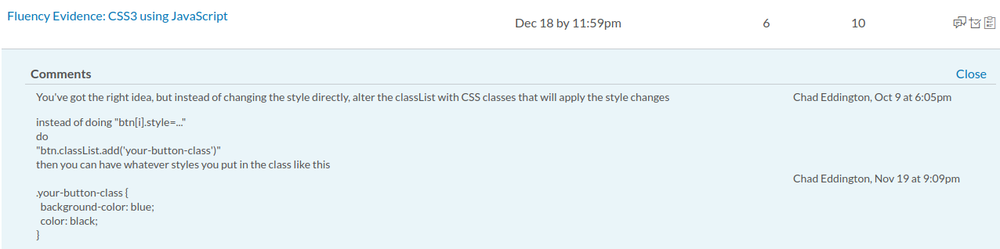 Fluency Evidence: CSS3 using JavaScript
Dec 18 by 11:59pm
6
10
Comments
Close
You've got the right idea, but instead of changing the style directly, alter the classList with CSS classes that will apply the style changes
Chad Eddington, Oct 9 at 6:05pm
instead of doing "btn[i].style=..."
do
"btn.classList.add('your-button-class')"
then you can have whatever styles you put in the class like this
Chad Eddington, Nov 19 at 9:09pm
.your-button-class {
background-color: blue;
color: black;
}